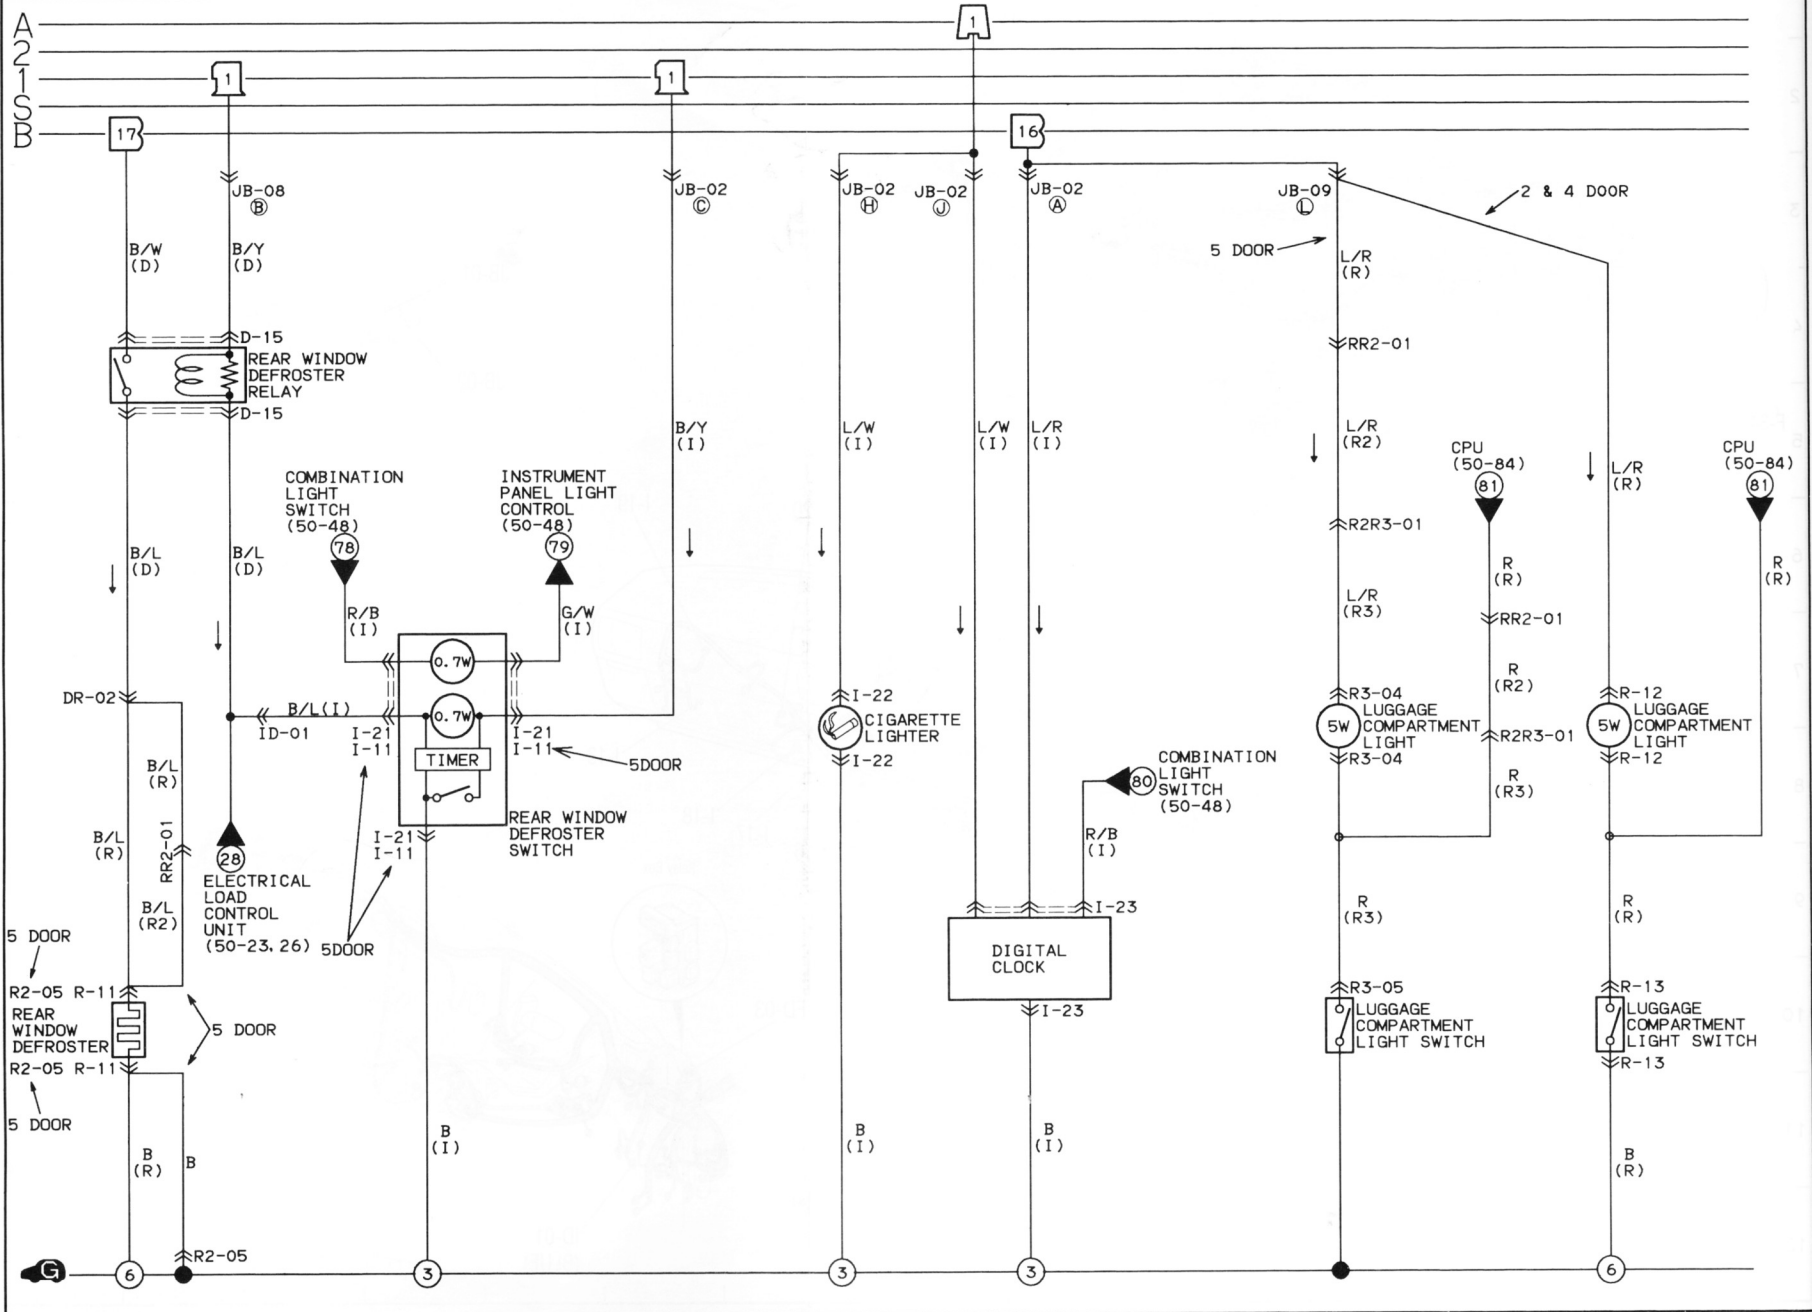 A
2
1
S
B
1
1
1
17
16
JB-08
B
JB-02
C
JB-02
H
JB-02
J
JB-02
A
JB-09
L
2 & 4 DOOR
5 DOOR
B/W
(D)
B/Y
(D)
L/R
(R)
D-15
REAR WINDOW
DEFROSTER
RELAY
D-15
RR2-01
B/Y
(I)
L/W
(I)
L/W
(I)
L/R
(I)
L/R
(R2)
CPU
(50-84)
81
L/R
(R)
CPU
(50-84)
81
COMBINATION
LIGHT
SWITCH
(50-48)
78
INSTRUMENT
PANEL LIGHT
CONTROL
(50-48)
79
R2R3-01
B/L
(D)
B/L
(D)
R
(R)
R
(R)
R/B
(I)
G/W
(I)
L/R
(R3)
RR2-01
0.7W
R
(R2)
DR-02
B/L(I)
ID-01
I-21
I-11
0.7W
TIMER
I-21
I-11
5DOOR
I-22
CIGARETTE
LIGHTER
I-22
R3-04
5W
LUGGAGE
COMPARTMENT
LIGHT
R3-04
R2R3-01
R
(R3)
R-12
5W
LUGGAGE
COMPARTMENT
LIGHT
R-12
B/L
(R)
COMBINATION
LIGHT
SWITCH
(50-48)
80
R/B
(I)
B/L
(R)
RR2-01
B/L
(R2)
28
ELECTRICAL
LOAD
CONTROL
UNIT
(50-23,26)
I-21
I-11
REAR WINDOW
DEFROSTER
SWITCH
5DOOR
I-23
DIGITAL
CLOCK
I-23
R
(R3)
R
(R)
5 DOOR
R2-05 R-11
REAR
WINDOW
DEFROSTER
R2-05 R-11
5 DOOR
5 DOOR
R3-05
LUGGAGE
COMPARTMENT
LIGHT SWITCH
R-13
LUGGAGE
COMPARTMENT
LIGHT SWITCH
R-13
B
(R)
B
B
(I)
B
(I)
B
(I)
B
(R)
R2-05
G
6
3
3
3
6